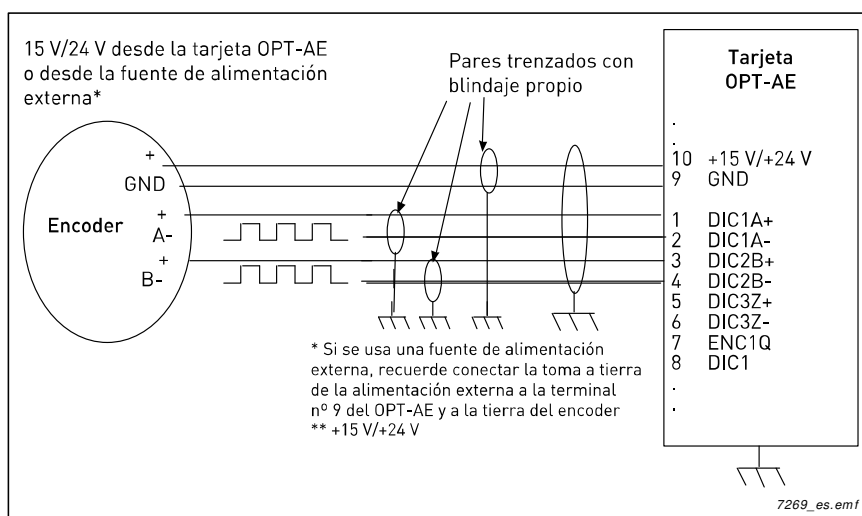 15 V/24 V desde la tarjeta OPT-AE
o desde la fuente de alimentación
externa*
Pares trenzados con
blindaje propio
Tarjeta
OPT-AE
.
.
10 +15 V/+24 V
9 GND
1 DIC1A+
2 DIC1A-
3 DIC2B+
4 DIC2B-
5 DIC3Z+
6 DIC3Z-
7 ENC1Q
8 DIC1
.
.
+
GND
Encoder
+
A-
+
B-
* Si se usa una fuente de alimentación
externa, recuerde conectar la toma a tierra
de la alimentación externa a la terminal
nº 9 del OPT-AE y a la tierra del encoder
** +15 V/+24 V
7269_es.emf